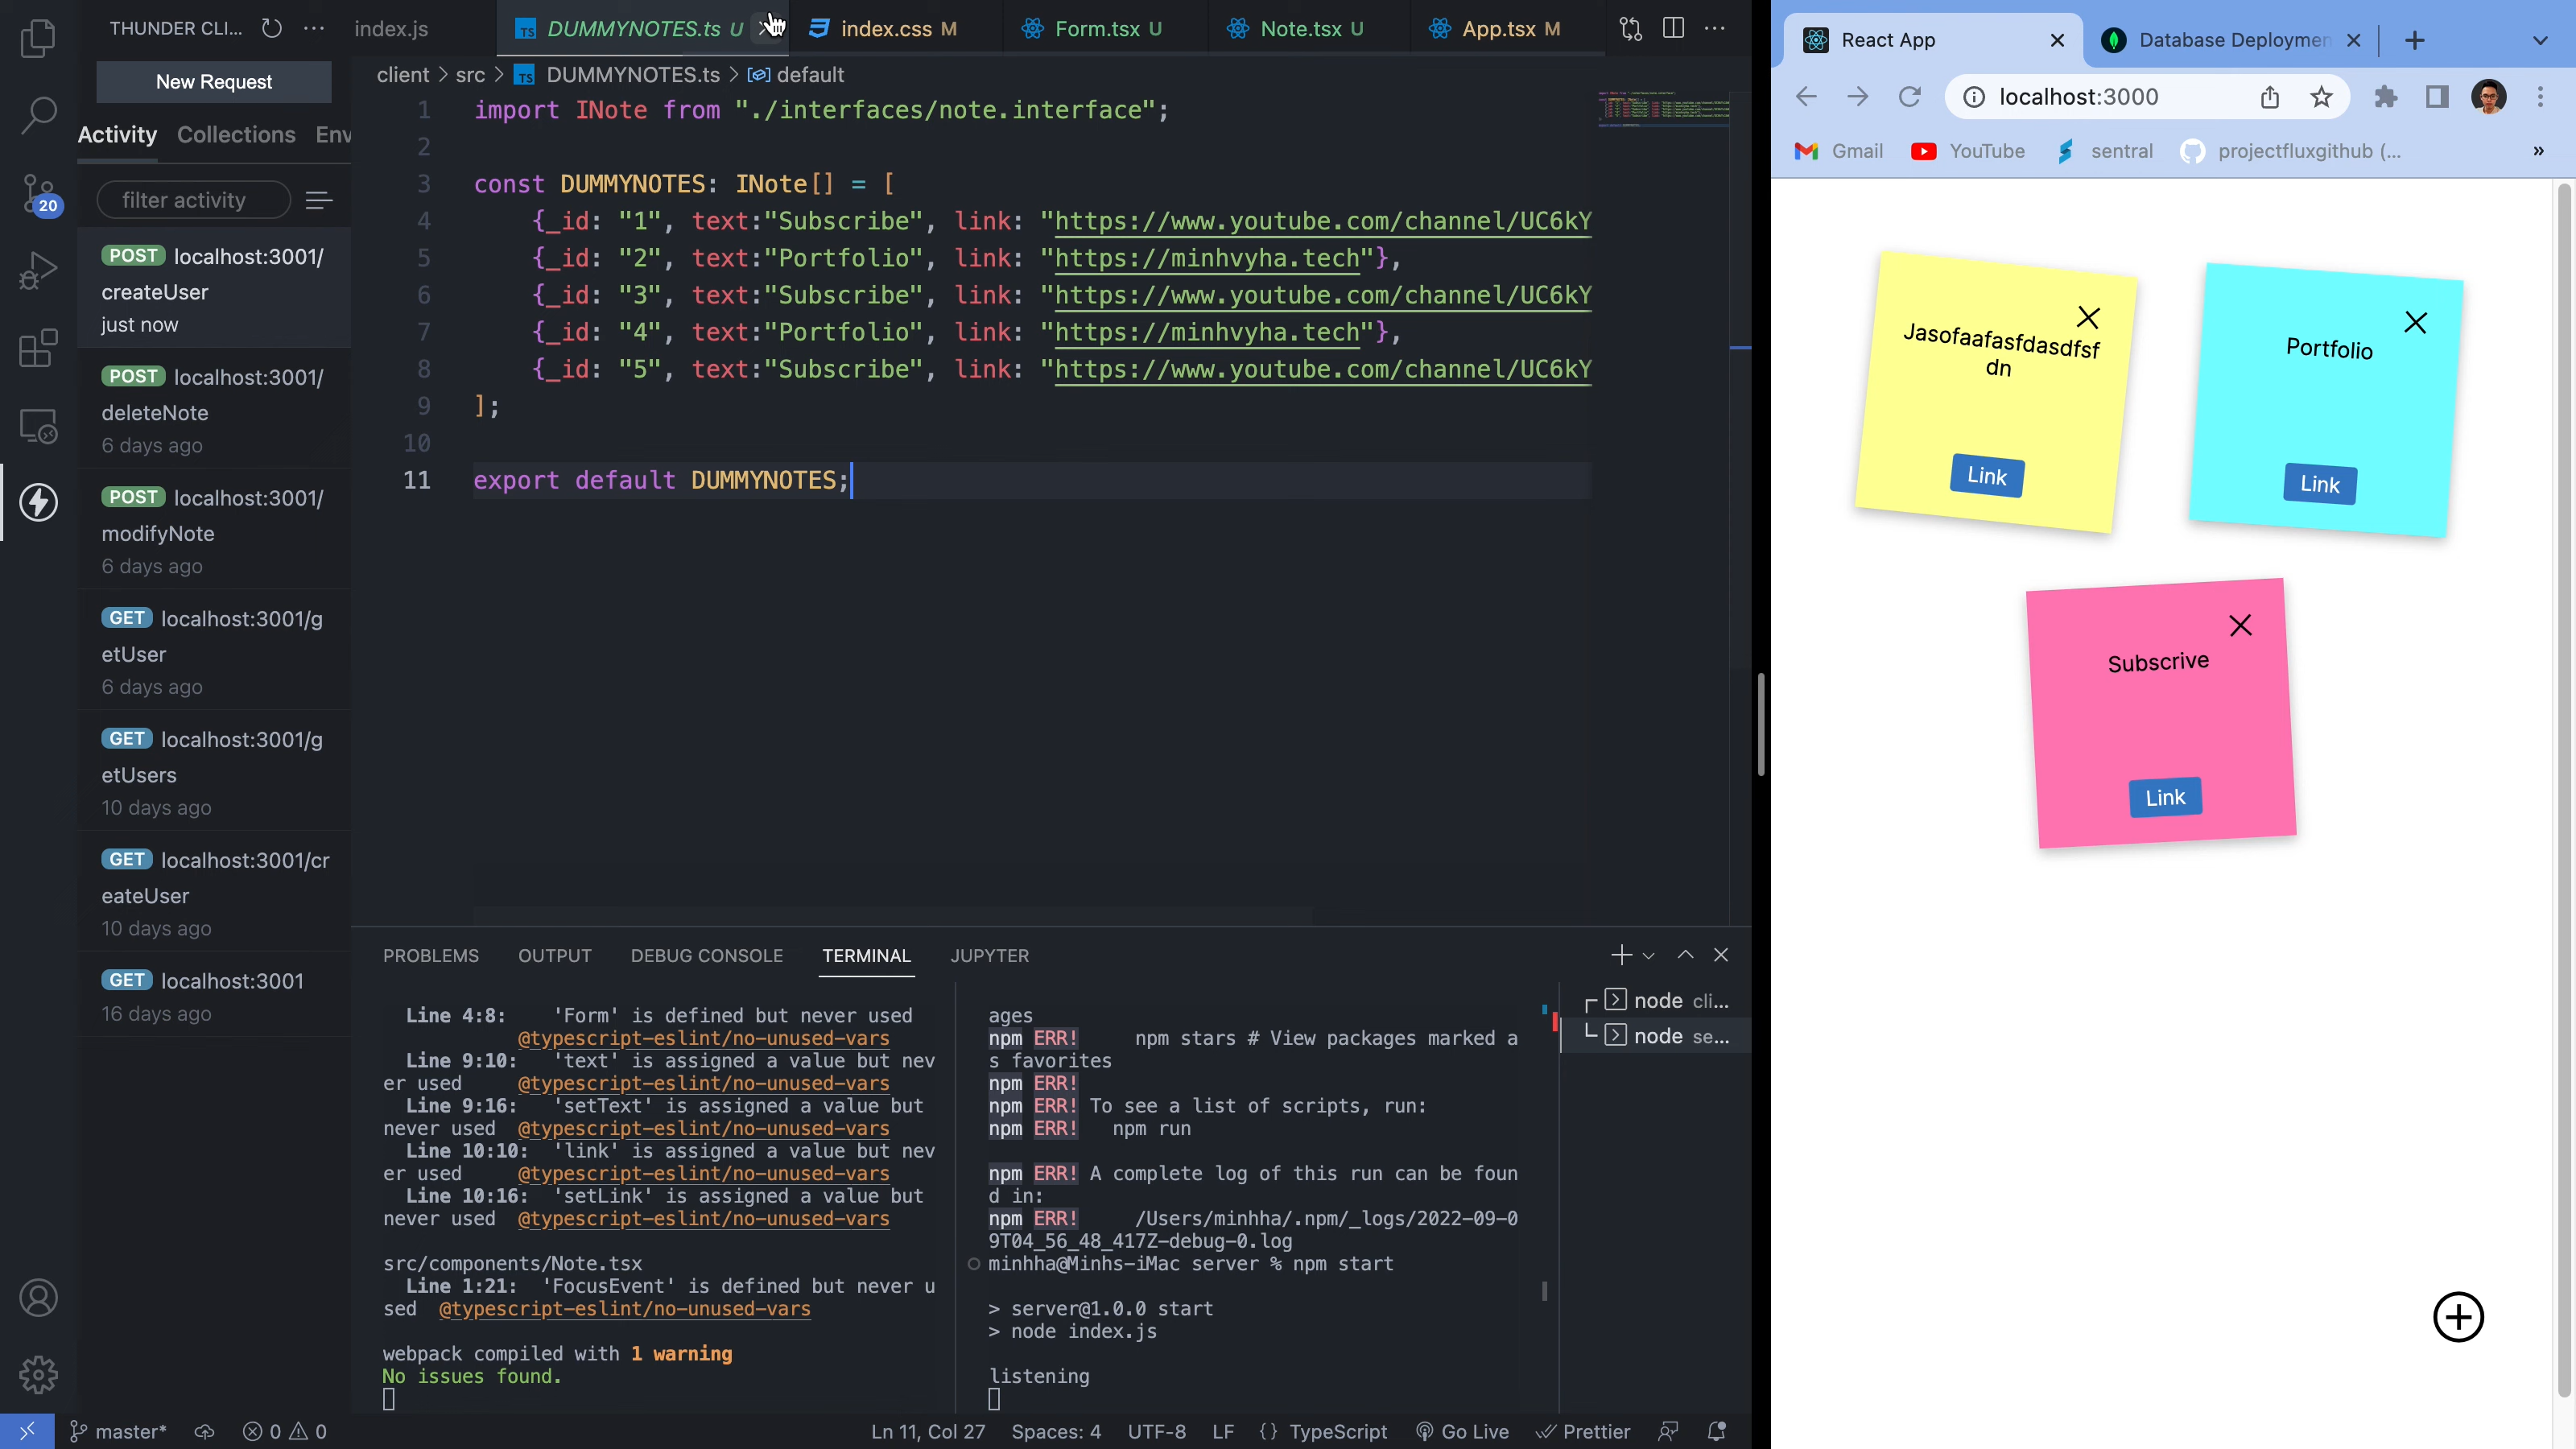 THUNDER CLI...
New Request
Activity Collections Env
filter activity
20
POST localhost:3001/
createUser
just now
POST localhost:3001/
deleteNote
6 days ago
POST localhost:3001/
modifyNote
6 days ago
GET localhost:3001/g
etUser
6 days ago
GET localhost:3001/g
etUsers
10 days ago
GET localhost:3001/cr
eateUser
10 days ago
GET localhost:3001
16 days ago
index.js
TS DUMMYNOTES.ts U
index.css M
Form.tsx U
Note.tsx U
App.tsx M
client > src > TS DUMMYNOTES.ts > default
1 import INote from "./interfaces/note.interface";
2
3 const DUMMYNOTES: INote[] = [
4 {_id: "1", text:"Subscribe", link: "https://www.youtube.com/channel/UC6kY
5 {_id: "2", text:"Portfolio", link: "https://minhvyha.tech"},
6 {_id: "3", text:"Subscribe", link: "https://www.youtube.com/channel/UC6kY
7 {_id: "4", text:"Portfolio", link: "https://minhvyha.tech"},
8 {_id: "5", text:"Subscribe", link: "https://www.youtube.com/channel/UC6kY
9 ];
10
11 export default DUMMYNOTES;
PROBLEMS OUTPUT DEBUG CONSOLE TERMINAL JUPYTER
Line 4:8: 'Form' is defined but never used
@typescript-eslint/no-unused-vars
Line 9:10: 'text' is assigned a value but nev
er used @typescript-eslint/no-unused-vars
Line 9:16: 'setText' is assigned a value but
never used @typescript-eslint/no-unused-vars
Line 10:10: 'link' is assigned a value but nev
er used @typescript-eslint/no-unused-vars
Line 10:16: 'setLink' is assigned a value but
never used @typescript-eslint/no-unused-vars
src/components/Note.tsx
Line 1:21: 'FocusEvent' is defined but never u
sed @typescript-eslint/no-unused-vars
webpack compiled with 1 warning
No issues found.
ages
npm ERR! npm stars # View packages marked a
s favorites
npm ERR!
npm ERR! To see a list of scripts, run:
npm ERR! npm run
npm ERR! A complete log of this run can be foun
d in:
npm ERR! /Users/minhha/.npm/_logs/2022-09-0
9T04_56_48_417Z-debug-0.log
minhha@Minhs-iMac server % npm start
> server@1.0.0 start
> node index.js
listening
node cli...
node se...
master* 0 0 Ln 11, Col 27 Spaces: 4 UTF-8 LF {} TypeScript Go Live Prettier
React App
Database Deploymen
localhost:3000
Gmail YouTube sentral projectfluxgithub (... »
Jasofaafasfdasdfsf
dn
Link
Portfolio
Link
Subscrive
Link